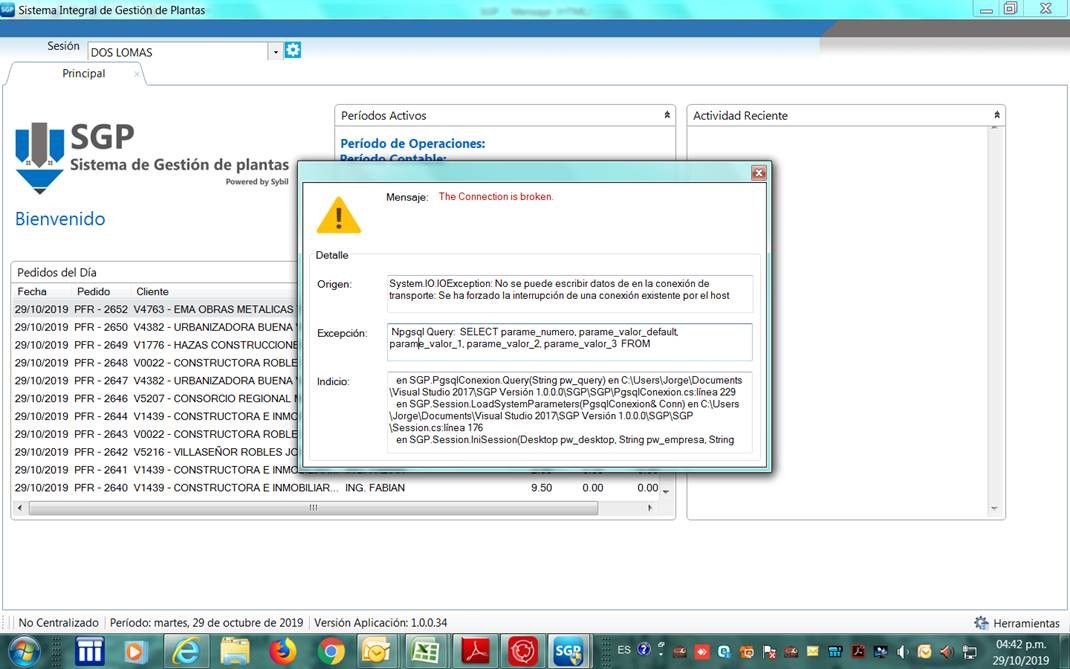 SGP Sistema Integral de Gestión de Plantas
Sesión DOS LOMAS
Principal
SGP
Sistema de Gestión de plantas
Powered by Sybil
Bienvenido
Períodos Activos
Período de Operaciones:
Período Contable:
Actividad Reciente
Mensaje: The Connection is broken.
Detalle
Origen: System.IO.IOException: No se puede escribir datos de en la conexión de
transporte: Se ha forzado la interrupción de una conexión existente por el host
Excepción: Npgsql Query: SELECT parame_numero, parame_valor_default,
parame_valor_1, parame_valor_2, parame_valor_3 FROM
Indicio: en SGP.PgsqlConexion.Query(String pw_query) en C:\Users\Jorge\Documents
\Visual Studio 2017\SGP Versión 1.0.0.0\SGP\SGP\PgsqlConexion.cs:línea 229
en SGP.Session.LoadSystemParameters(PgsqlConexion& Conn) en C:\Users
\Jorge\Documents\Visual Studio 2017\SGP Versión 1.0.0.0\SGP\SGP
\Session.cs:línea 176
en SGP.Session.IniSession(Desktop pw_desktop, String pw_empresa, String
Pedidos del Día
Fecha Pedido Cliente
29/10/2019 PFR - 2652 V4763 - EMA OBRAS METALICAS
29/10/2019 PFR - 2650 V4382 - URBANIZADORA BUENA
29/10/2019 PFR - 2649 V1776 - HAZAS CONSTRUCCIONE
29/10/2019 PFR - 2648 V0022 - CONSTRUCTORA ROBLE
29/10/2019 PFR - 2647 V4382 - URBANIZADORA BUENA
29/10/2019 PFR - 2646 V5207 - CONSORCIO REGIONAL
29/10/2019 PFR - 2644 V1439 - CONSTRUCTORA E INMO
29/10/2019 PFR - 2643 V0022 - CONSTRUCTORA ROBLE
29/10/2019 PFR - 2642 V5216 - VILLASEÑOR ROBLES JO
29/10/2019 PFR - 2641 V1439 - CONSTRUCTORA E INMOBILIAR...
29/10/2019 PFR - 2640 V1439 - CONSTRUCTORA E INMOBILIAR... ING. FABIAN 9.50 0.00 0.00
No Centralizado Período: martes, 29 de octubre de 2019 Versión Aplicación: 1.0.0.34 Herramientas
SGP ES 04:42 p.m.
29/10/2019